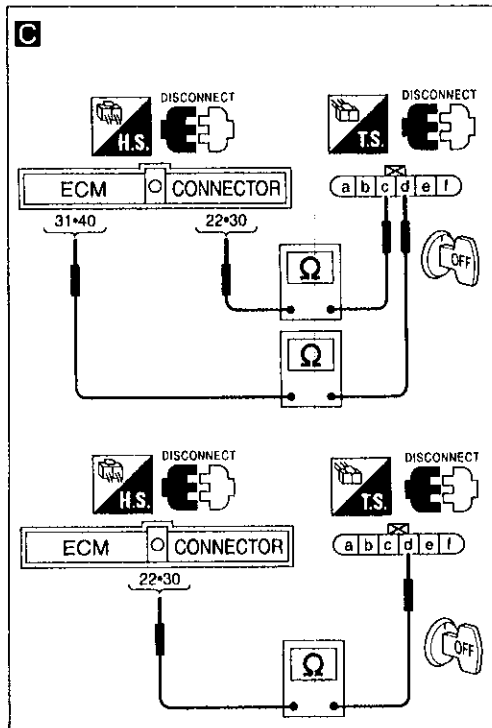 C
DISCONNECT DISCONNECT
H.S. T.S.
ECM CONNECTOR a b c d e f
31•40 22•30
OFF
Ω
Ω
DISCONNECT DISCONNECT
H.S. T.S.
ECM CONNECTOR a b c d e f
22•30
OFF
Ω